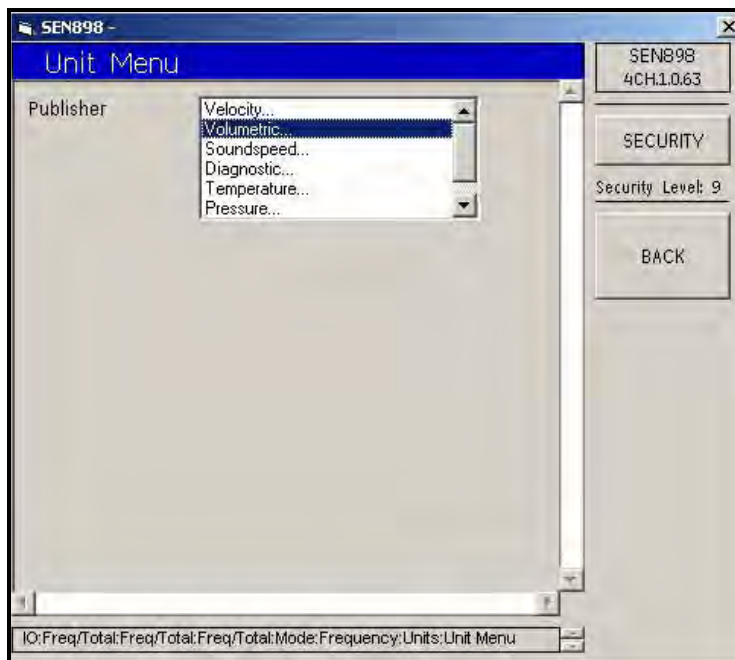 SEN898 -
Unit Menu
SEN898
4CH.1.0.63
Publisher
Velocity...
Volumetric...
Soundspeed...
Diagnostic...
Temperature...
Pressure...
SECURITY
Security Level: 9
BACK
IO:Freq/Total:Freq/Total:Freq/Total:Mode:Frequency:Units:Unit Menu